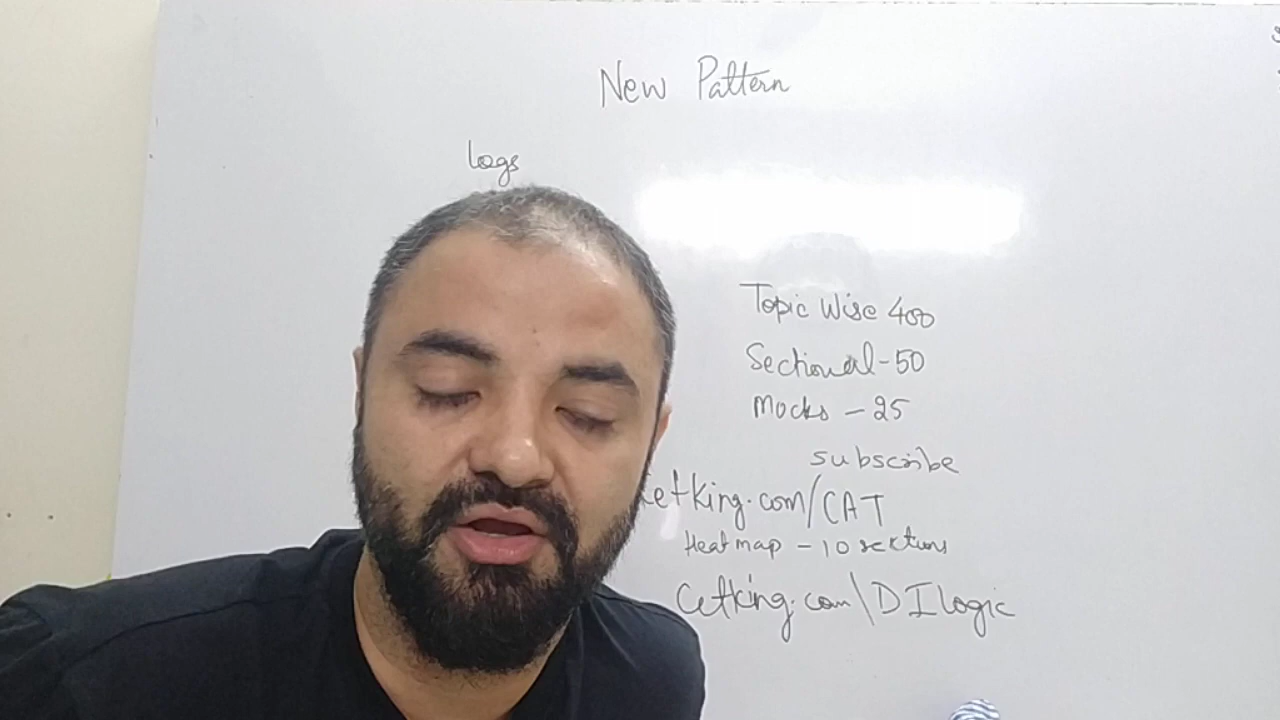 New Pattern
Logs
Topic Wise 400
Sectional-50
Mocks - 25
subscribe
cetking.com/CAT
Heatmap - 10 sections
Cetking.com\DILogic